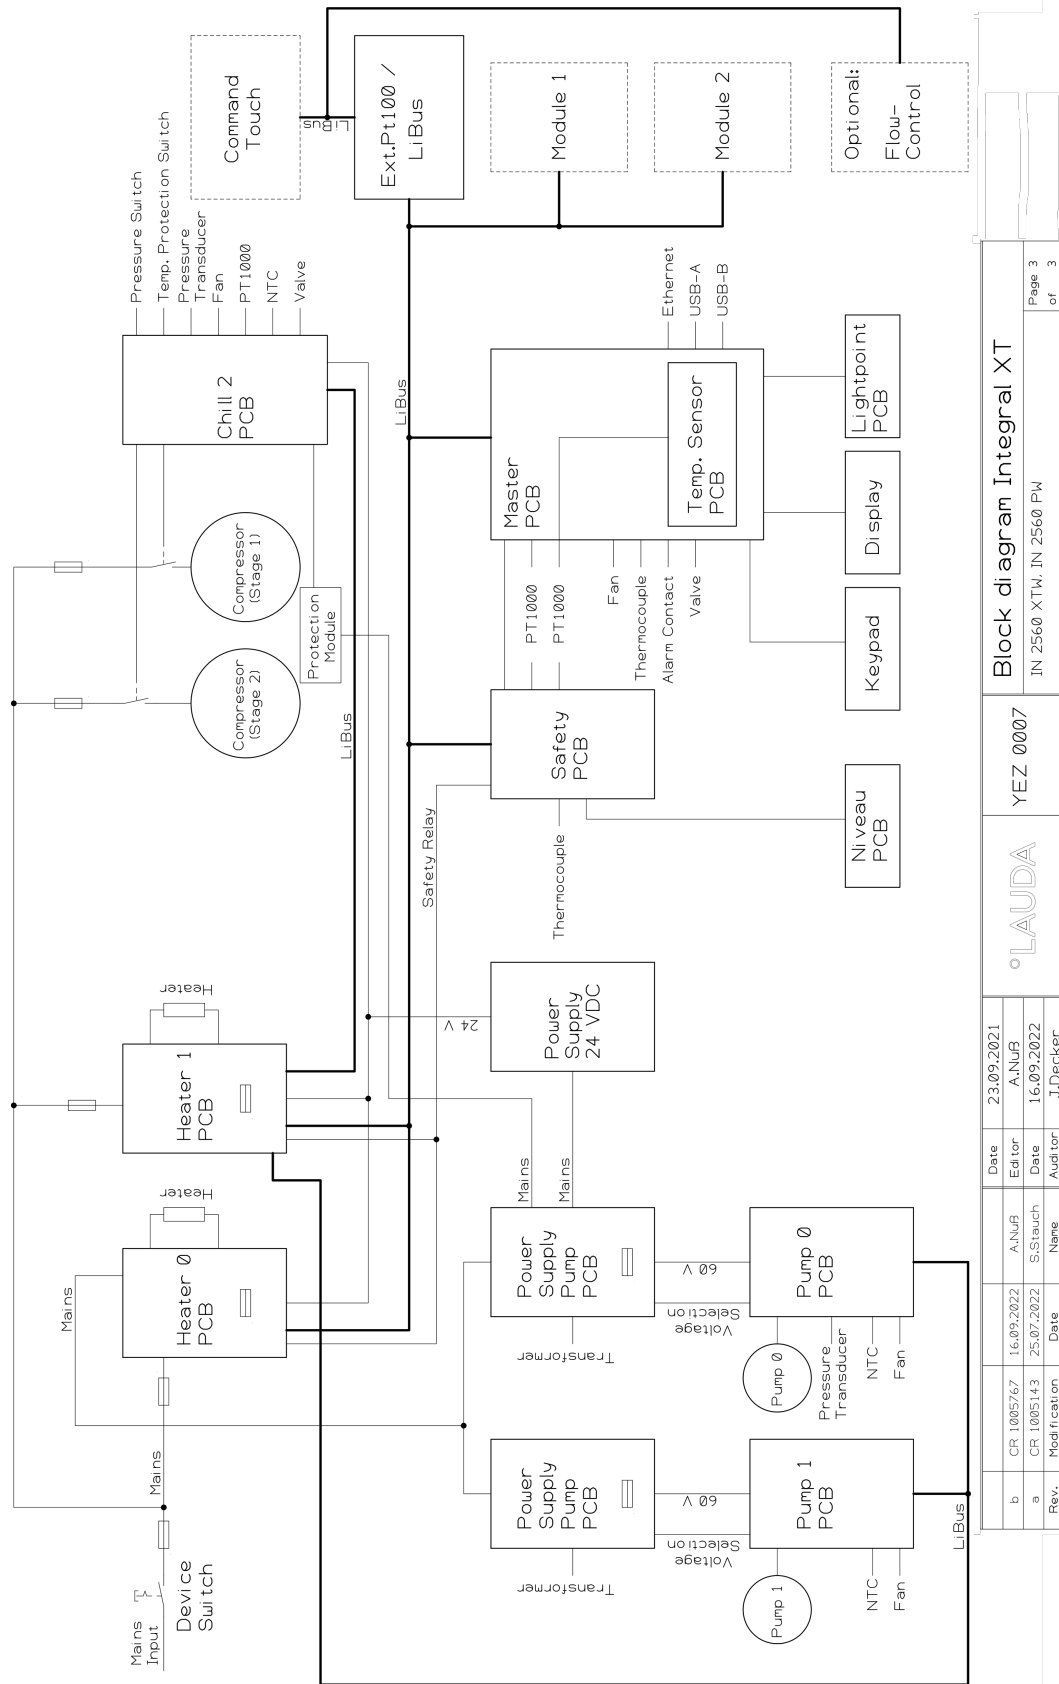 Mains
Input
Device
Switch
Mains
Mains
Heater 0
PCB
Heater
Heater 1
PCB
Heater
Compressor
(Stage 2)
Compressor
(Stage 1)
Protection
Module
Chill 2
PCB
Pressure Switch
Temp. Protection Switch
Pressure
Transducer
Fan
PT1000
NTC
Valve
Command
Touch
LiBus
LiBus
Ext.Pt100 /
LiBus
LiBus
LiBus
Safety Relay
24 V
Module 1
Module 2
Optional:
Flow-
Control
Transformer
Power
Supply
Pump
PCB
Voltage
Selection
60 V
Pump 1
Pump 1
PCB
NTC
Fan
LiBus
Transformer
Power
Supply
Pump
PCB
Mains
Mains
Voltage
Selection
60 V
Pump 0
Pump 0
PCB
Pressure
Transducer
NTC
Fan
Power
Supply
24 VDC
Thermocouple
Safety
PCB
Niveau
PCB
PT1000
PT1000
Fan
Thermocouple
Alarm Contact
Valve
Master
PCB
Temp. Sensor
PCB
Ethernet
USB-A
USB-B
Keypad
Display
Lightpoint
PCB
b
CR 1005767
16.09.2022
A.Nuß
a
CR 1005143
25.07.2022
S.Stauch
Rev.
Modification
Date
Name
Date
23.09.2021
Editor
A.Nuß
Date
16.09.2022
Auditor
J.Decker
°LAUDA
YEZ 0007
Block diagram Integral XT
IN 2560 XTW, IN 2560 PW
Page 3
of 3